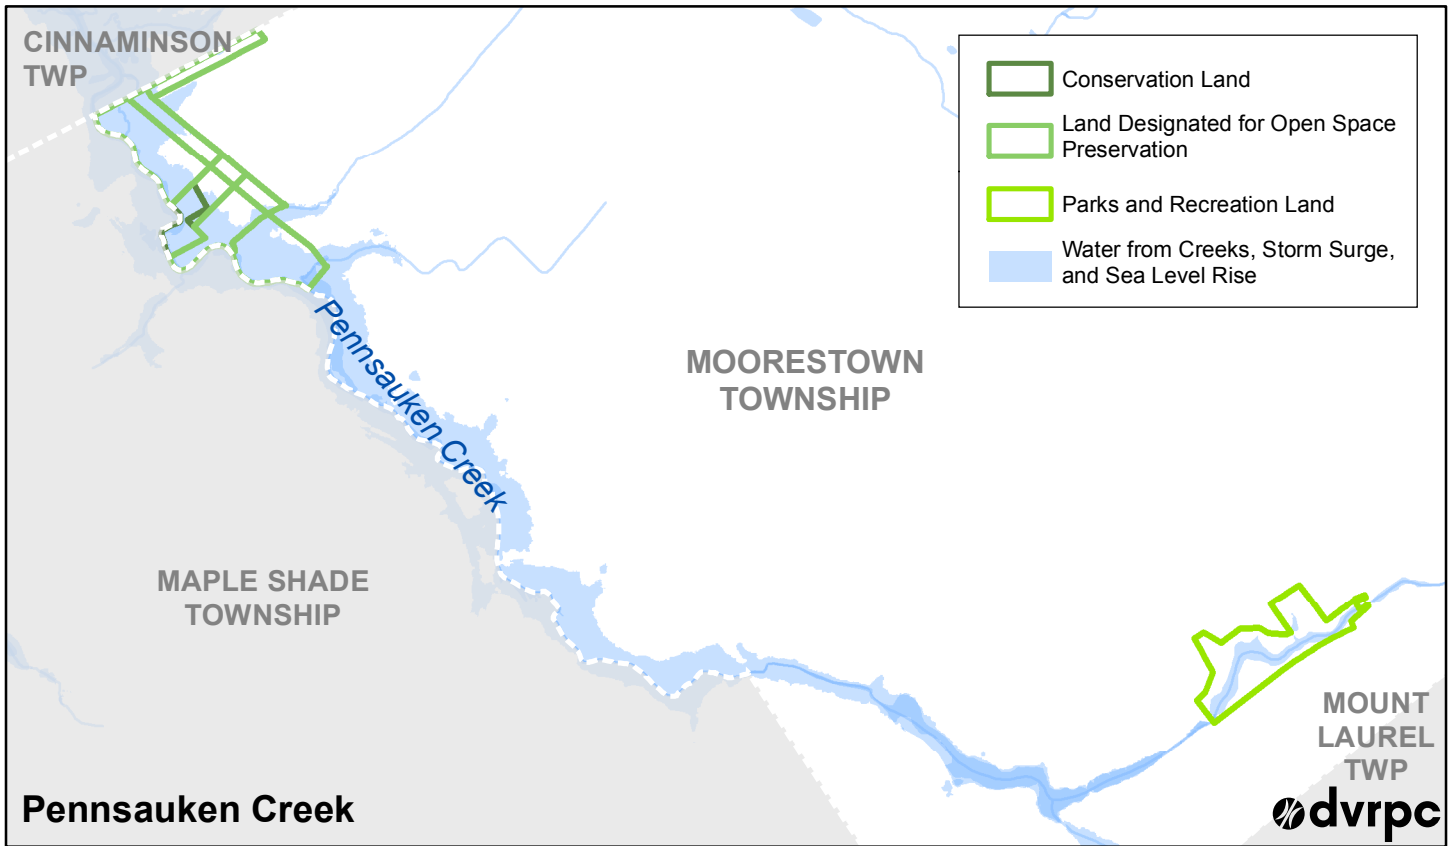 CINNAMINSON
TWP
Conservation Land
Land Designated for Open Space
Preservation
Parks and Recreation Land
Water from Creeks, Storm Surge,
and Sea Level Rise
Pennsauken Creek
MOORESTOWN
TOWNSHIP
MAPLE SHADE
TOWNSHIP
MOUNT
LAUREL
TWP
Pennsauken Creek
dvrpc